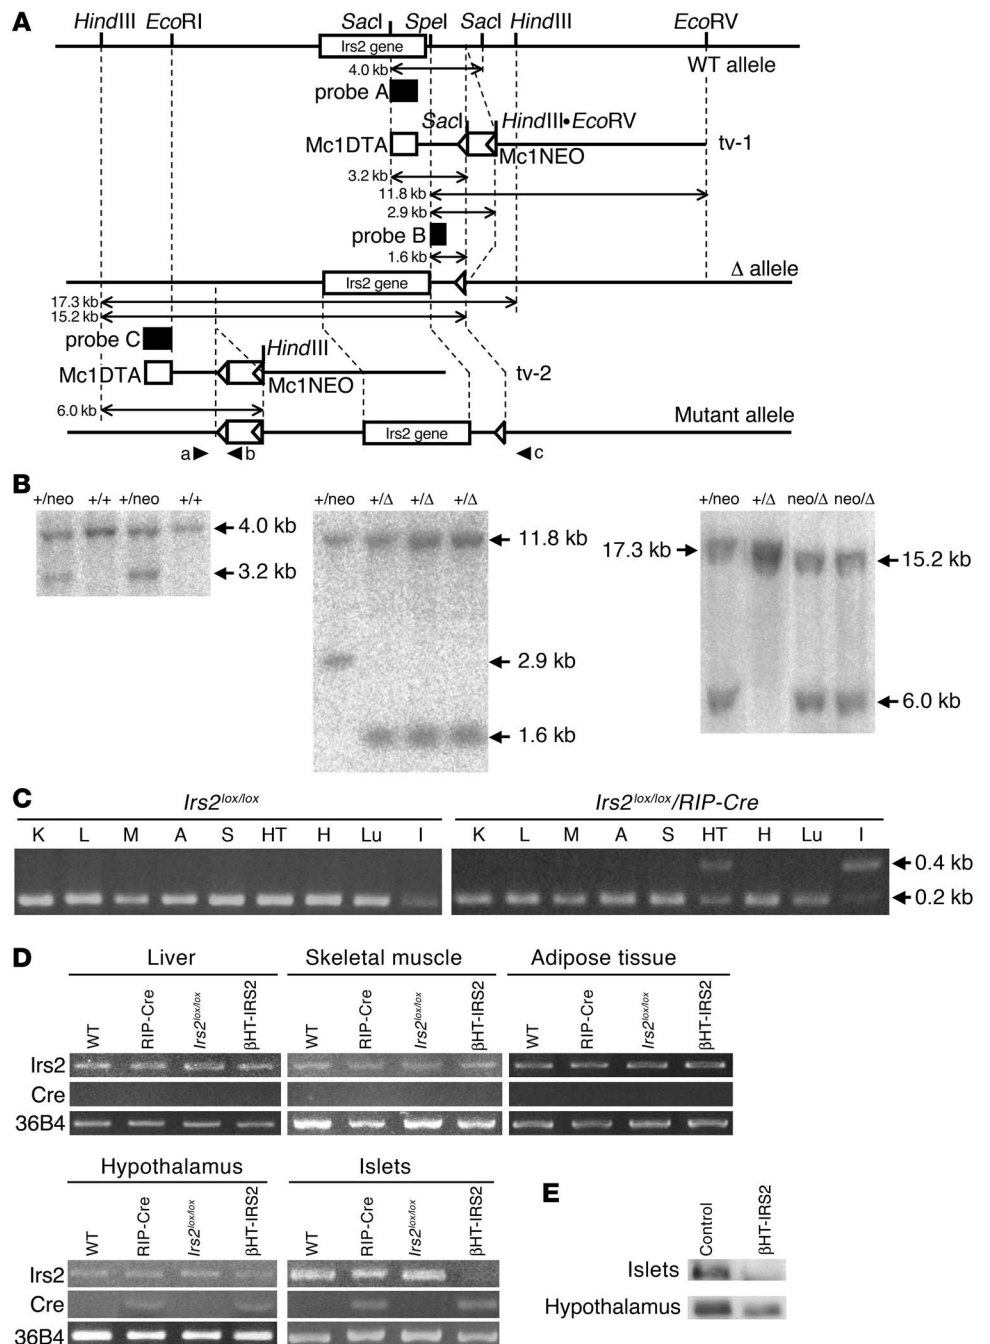 A
HindIII EcoRI SacI SpeI SacI HindIII EcoRV
Irs2 gene
WT allele
4.0 kb
probe A
SacI HindIII•EcoRV
Mc1DTA Mc1NEO tv-1
3.2 kb
11.8 kb
2.9 kb
probe B
1.6 kb
Δ allele
Irs2 gene
17.3 kb
15.2 kb
probe C
HindIII
Mc1DTA Mc1NEO tv-2
6.0 kb
Mutant allele
Irs2 gene
a b c
B
+/neo +/+ +/neo +/+
4.0 kb
3.2 kb
+/neo +/Δ +/Δ +/Δ
11.8 kb
2.9 kb
1.6 kb
+/neo +/Δ neo/Δ neo/Δ
17.3 kb
15.2 kb
6.0 kb
C
Irs2lox/lox Irs2lox/lox/RIP-Cre
K L M A S HT H Lu I K L M A S HT H Lu I
0.4 kb
0.2 kb
D
Liver Skeletal muscle Adipose tissue
WT RIP-Cre Irs2lox/lox βHT-IRS2 WT RIP-Cre Irs2lox/lox βHT-IRS2 WT RIP-Cre Irs2lox/lox βHT-IRS2
Irs2
Cre
36B4
Hypothalamus Islets
WT RIP-Cre Irs2lox/lox βHT-IRS2 WT RIP-Cre Irs2lox/lox βHT-IRS2
Irs2
Cre
36B4
E
Control βHT-IRS2
Islets
Hypothalamus